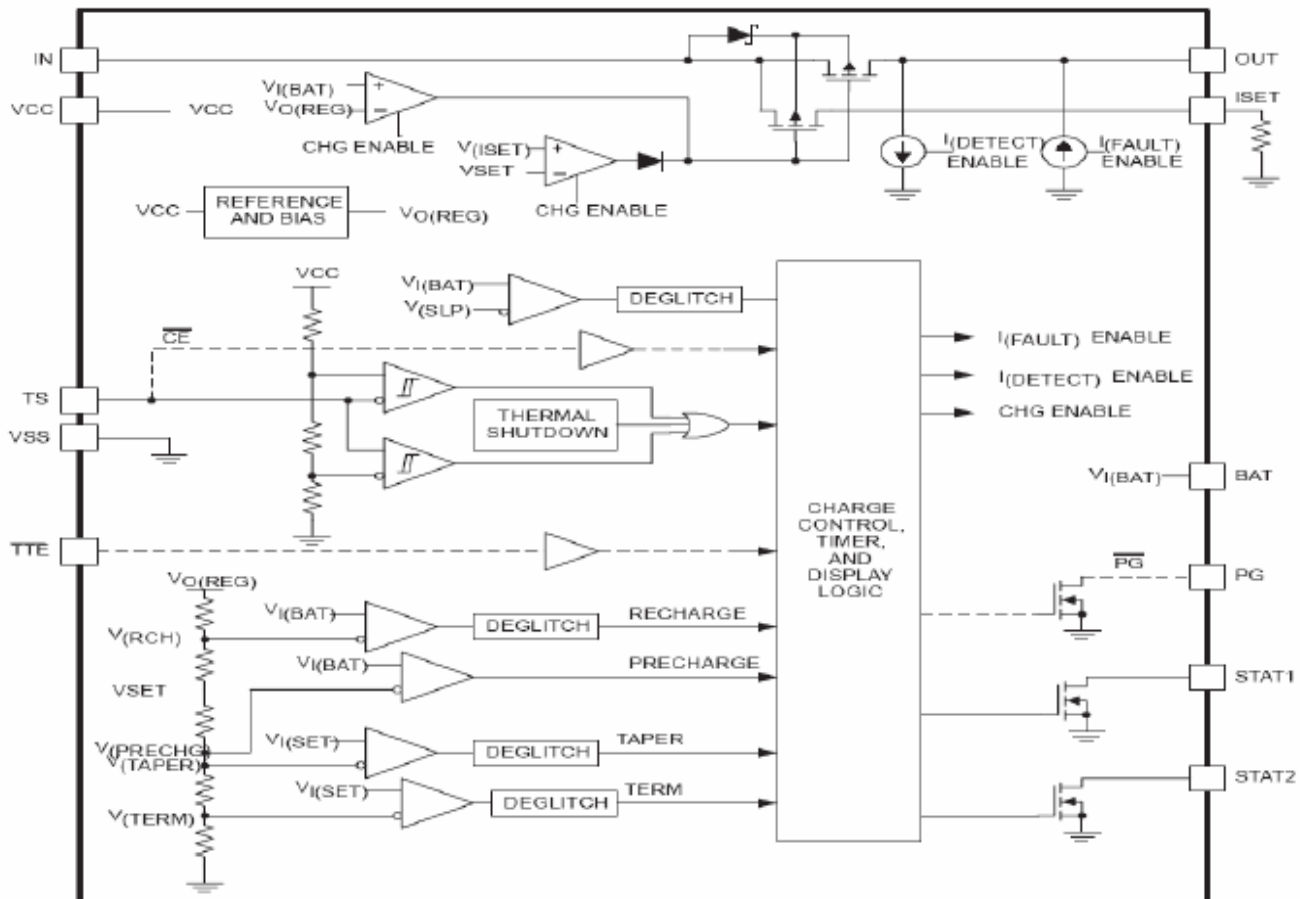 IN
OUT
VI(BAT)
VCC
VCC
VO(REG)
ISET
CHG ENABLE
V(ISET)
VSET
I(DETECT)
ENABLE
I(FAULT)
ENABLE
VCC
REFERENCE
AND BIAS
VO(REG)
CHG ENABLE
VCC
VI(BAT)
V(SLP)
DEGLITCH
CE
I(FAULT) ENABLE
I(DETECT) ENABLE
TS
THERMAL
SHUTDOWN
CHG ENABLE
VSS
VI(BAT)
BAT
CHARGE
CONTROL,
TIMER,
AND
DISPLAY
LOGIC
TTE
PG
PG
VO(REG)
VI(BAT)
DEGLITCH
RECHARGE
V(RCH)
VI(BAT)
PRECHARGE
VSET
STAT1
VI(SET)
DEGLITCH
TAPER
V(PRECHG)
V(TAPER)
VI(SET)
DEGLITCH
TERM
STAT2
V(TERM)